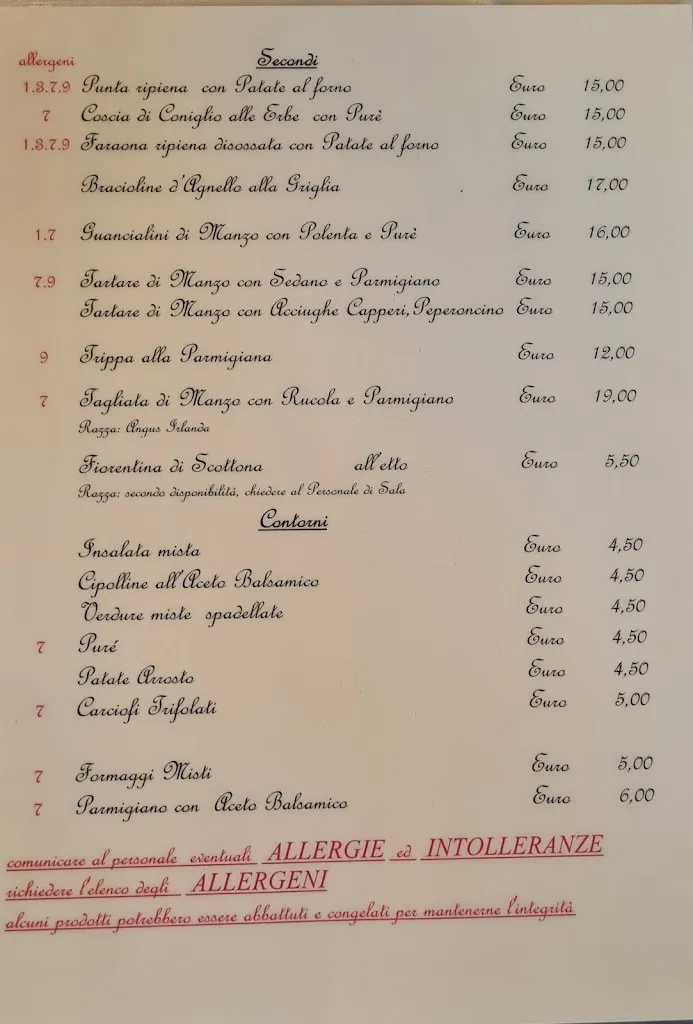 allergeni Secondi
1.3.7.9 Punta ripiena con Patate al forno Euro 15,00
7 Coscia di Coniglio alle Erbe con Purè Euro 15,00
1.3.7.9 Faraona ripiena disossata con Patate al forno Euro 15,00
Bracioline d'Agnello alla Griglia Euro 17,00
1.7 Guancialini di Manzo con Polenta e Purè Euro 16,00
7.9 Tartare di Manzo con Sedano e Parmigiano Euro 15,00
Tartare di Manzo con Acciughe Capperi, Peperoncino Euro 15,00
9 Trippa alla Parmigiana Euro 12,00
7 Tagliata di Manzo con Rucola e Parmigiano Euro 19,00
Razza: Angus Irlanda
Fiorentina di Scottona all'etto Euro 5,50
Razza: secondo disponibilità, chiedere al Personale di Sala
Contorni
Insalata mista Euro 4,50
Cipolline all'Aceto Balsamico Euro 4,50
Verdure miste spadellate Euro 4,50
7 Puré Euro 4,50
Patate Arrosto Euro 4,50
7 Carciofi Trifolati Euro 5,00
7 Formaggi Misti Euro 5,00
7 Parmigiano con Aceto Balsamico Euro 6,00
comunicare al personale eventuali ALLERGIE ed INTOLLERANZE
richiedere l'elenco degli ALLERGENI
alcuni prodotti potrebbero essere abbattuti e congelati per mantenerne l'integrità